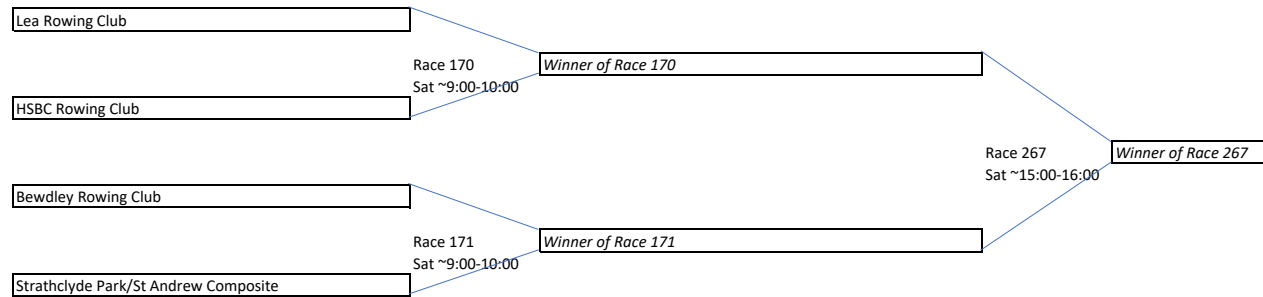 Lea Rowing Club
Race 170
Sat ~9:00-10:00
Winner of Race 170
HSBC Rowing Club
Race 267
Sat ~15:00-16:00
Winner of Race 267
Bewdley Rowing Club
Race 171
Sat ~9:00-10:00
Winner of Race 171
Strathclyde Park/St Andrew Composite